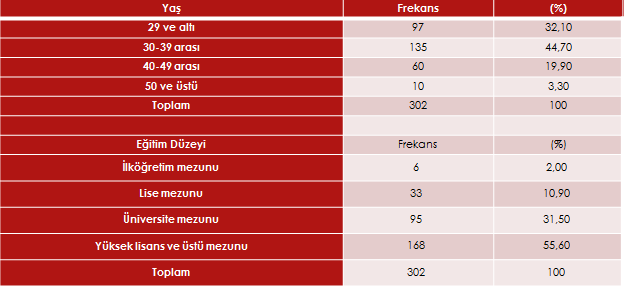 Yaş Frekans (%)
29 ve altı 97 32,10
30-39 arası 135 44,70
40-49 arası 60 19,90
50 ve üstü 10 3,30
Toplam 302 100
Eğitim Düzeyi Frekans (%)
İlköğretim mezunu 6 2,00
Lise mezunu 33 10,90
Üniversite mezunu 95 31,50
Yüksek lisans ve üstü mezunu 168 55,60
Toplam 302 100